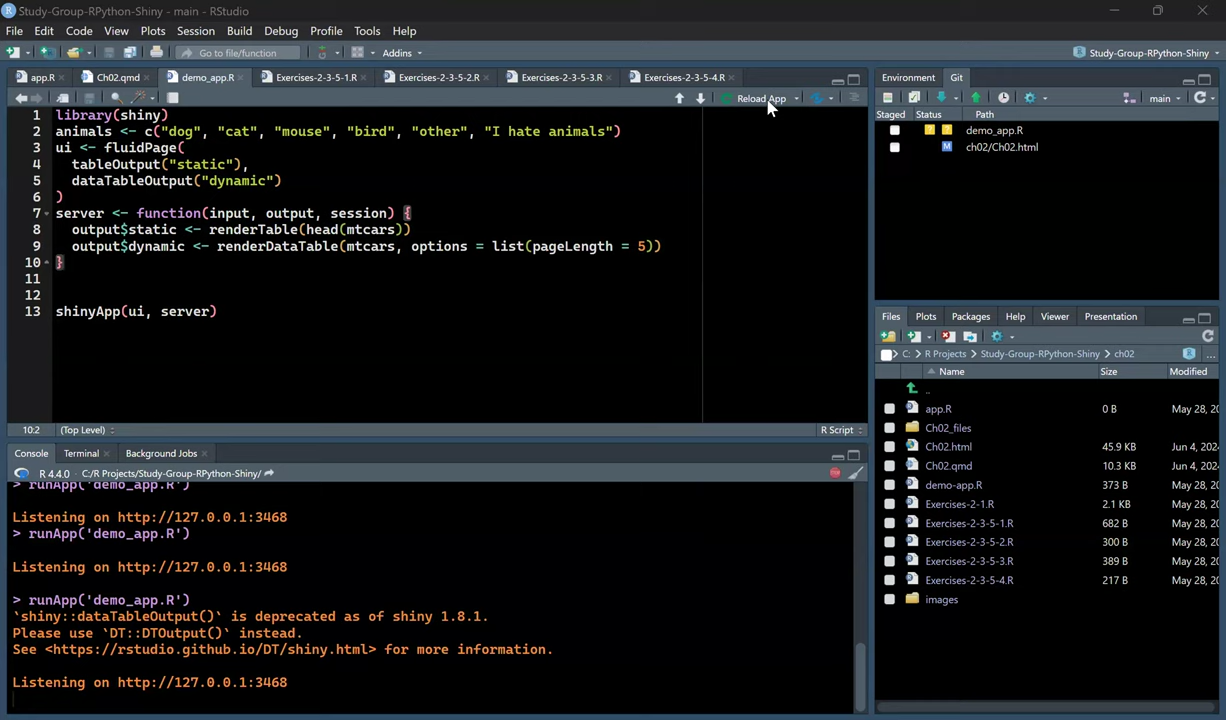 Study-Group-RPython-Shiny - main - RStudio
File Edit Code View Plots Session Build Debug Profile Tools Help
Go to file/function Addins Study-Group-RPython-Shiny
app.R Ch02.qmd demo_app.R Exercises-2-3-5-1.R Exercises-2-3-5-2.R Exercises-2-3-5-3.R Exercises-2-3-5-4.R
Reload App
1 library(shiny)
2 animals <- c("dog", "cat", "mouse", "bird", "other", "I hate animals")
3 ui <- fluidPage(
4 tableOutput("static"),
5 dataTableOutput("dynamic")
6 )
7 server <- function(input, output, session) {
8 output$static <- renderTable(head(mtcars))
9 output$dynamic <- renderDataTable(mtcars, options = list(pageLength = 5))
10 }
11
12
13 shinyApp(ui, server)
10:2 (Top Level) R Script
Console Terminal Background Jobs
R 4.4.0 · C:/R Projects/Study-Group-RPython-Shiny/
> runApp('demo_app.R')
Listening on http://127.0.0.1:3468
> runApp('demo_app.R')
Listening on http://127.0.0.1:3468
> runApp('demo_app.R')
`shiny::dataTableOutput()` is deprecated as of shiny 1.8.1.
Please use `DT::DTOutput()` instead.
See <https://rstudio.github.io/DT/shiny.html> for more information.
Listening on http://127.0.0.1:3468
Environment Git
main
Staged Status Path
? ? demo_app.R
M ch02/Ch02.html
Files Plots Packages Help Viewer Presentation
C: > R Projects > Study-Group-RPython-Shiny > ch02
Name Size Modified
..
app.R 0 B May 28, 20
Ch02_files
Ch02.html 45.9 KB Jun 4, 202
Ch02.qmd 10.3 KB Jun 4, 202
demo-app.R 373 B May 28, 20
Exercises-2-1.R 2.1 KB May 28, 20
Exercises-2-3-5-1.R 682 B May 28, 20
Exercises-2-3-5-2.R 300 B May 28, 20
Exercises-2-3-5-3.R 389 B May 28, 20
Exercises-2-3-5-4.R 217 B May 28, 20
images